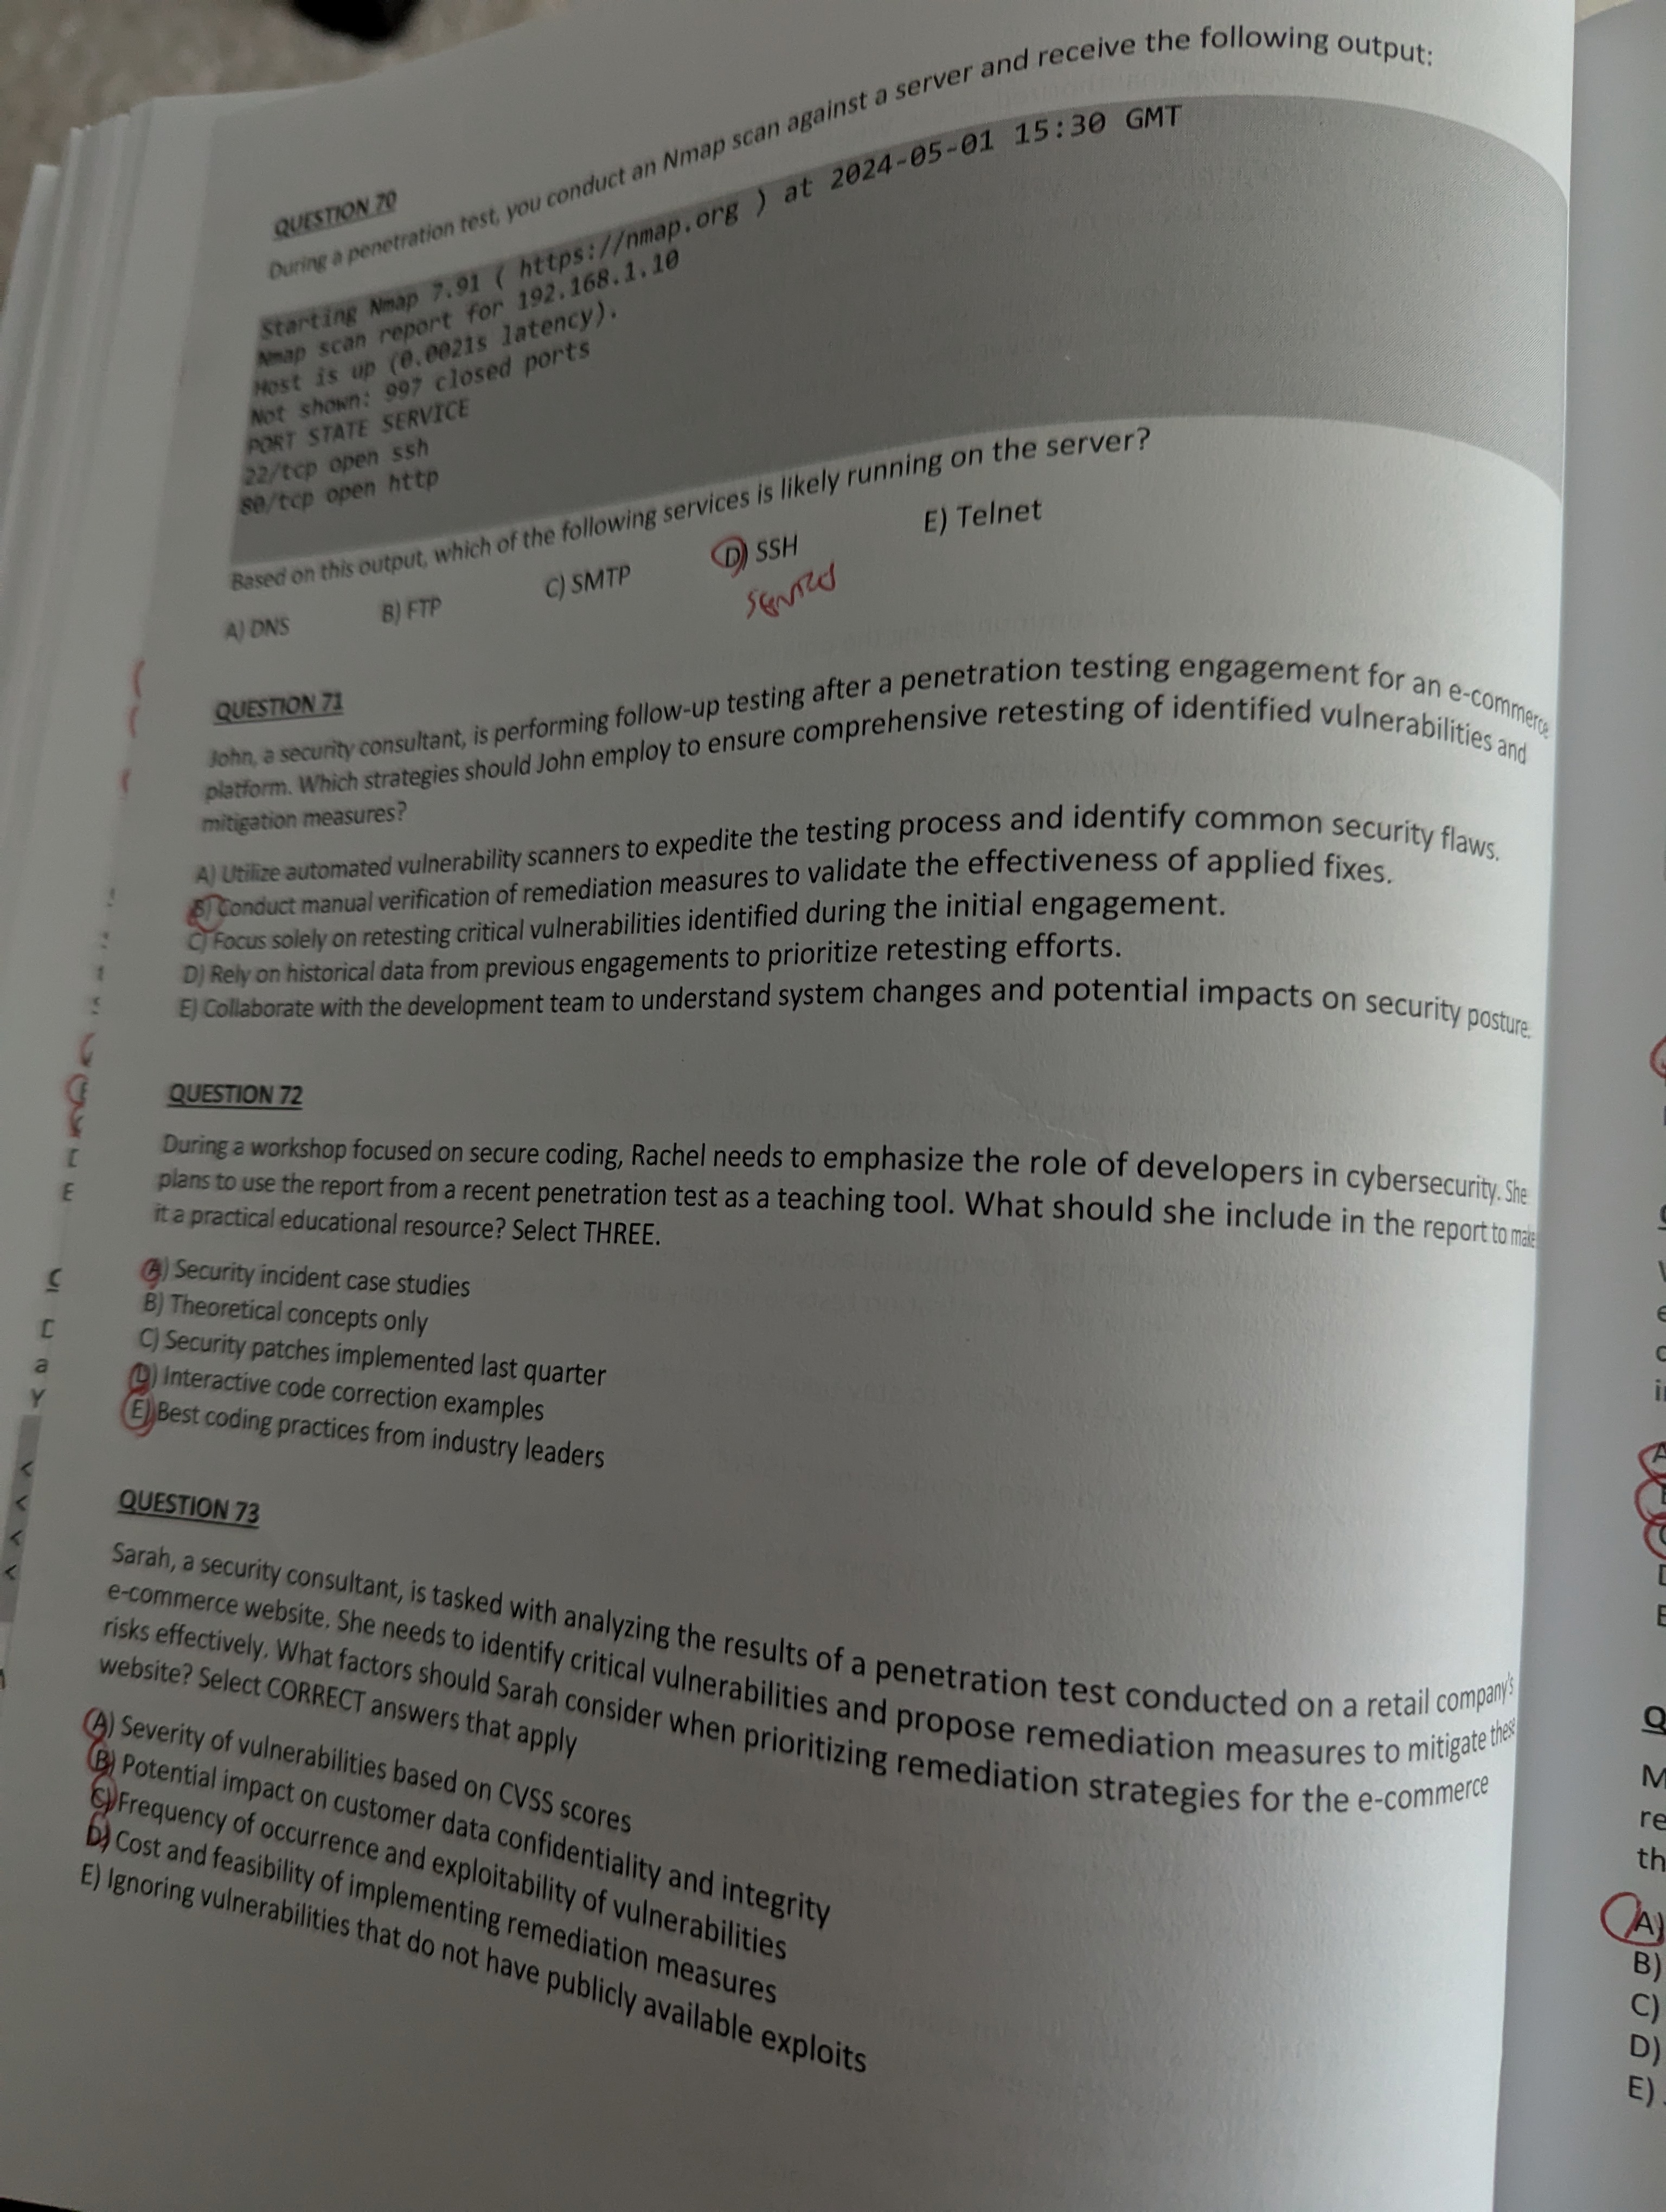 QUESTION 70
During a penetration test, you conduct an Nmap scan against a server and receive the following output:
Starting Nmap 7.91 ( https://nmap.org ) at 2024-05-01 15:30 GMT
Nmap scan report for 192.168.1.10
Host is up (0.0021s latency).
Not shown: 997 closed ports
PORT STATE SERVICE
22/tcp open ssh
80/tcp open http
Based on this output, which of the following services is likely running on the server?
A) DNS B) FTP C) SMTP D) SSH E) Telnet
QUESTION 71
John, a security consultant, is performing follow-up testing after a penetration testing engagement for an e-commerce
platform. Which strategies should John employ to ensure comprehensive retesting of identified vulnerabilities and
mitigation measures?
A) Utilize automated vulnerability scanners to expedite the testing process and identify common security flaws.
B) Conduct manual verification of remediation measures to validate the effectiveness of applied fixes.
C) Focus solely on retesting critical vulnerabilities identified during the initial engagement.
D) Rely on historical data from previous engagements to prioritize retesting efforts.
E) Collaborate with the development team to understand system changes and potential impacts on security posture.
QUESTION 72
During a workshop focused on secure coding, Rachel needs to emphasize the role of developers in cybersecurity. She
plans to use the report from a recent penetration test as a teaching tool. What should she include in the report to make
it a practical educational resource? Select THREE.
A) Security incident case studies
B) Theoretical concepts only
C) Security patches implemented last quarter
D) Interactive code correction examples
E) Best coding practices from industry leaders
QUESTION 73
Sarah, a security consultant, is tasked with analyzing the results of a penetration test conducted on a retail company's
e-commerce website. She needs to identify critical vulnerabilities and propose remediation measures to mitigate these
risks effectively. What factors should Sarah consider when prioritizing remediation strategies for the e-commerce
website? Select CORRECT answers that apply
A) Severity of vulnerabilities based on CVSS scores
B) Potential impact on customer data confidentiality and integrity
C) Frequency of occurrence and exploitability of vulnerabilities
D) Cost and feasibility of implementing remediation measures
E) Ignoring vulnerabilities that do not have publicly available exploits
A)
B)
C)
D)
E)